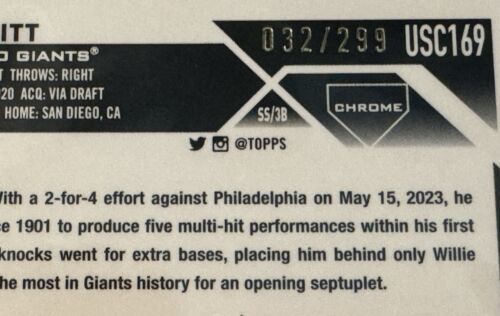 ITT
032/299 USC169
O GIANTS®
T THROWS: RIGHT
20 ACQ: VIA DRAFT
HOME: SAN DIEGO, CA
SS/3B
CHROME
@TOPPS
With a 2-for-4 effort against Philadelphia on May 15, 2023, he
ce 1901 to produce five multi-hit performances within his first
knocks went for extra bases, placing him behind only Willie
he most in Giants history for an opening septuplet.